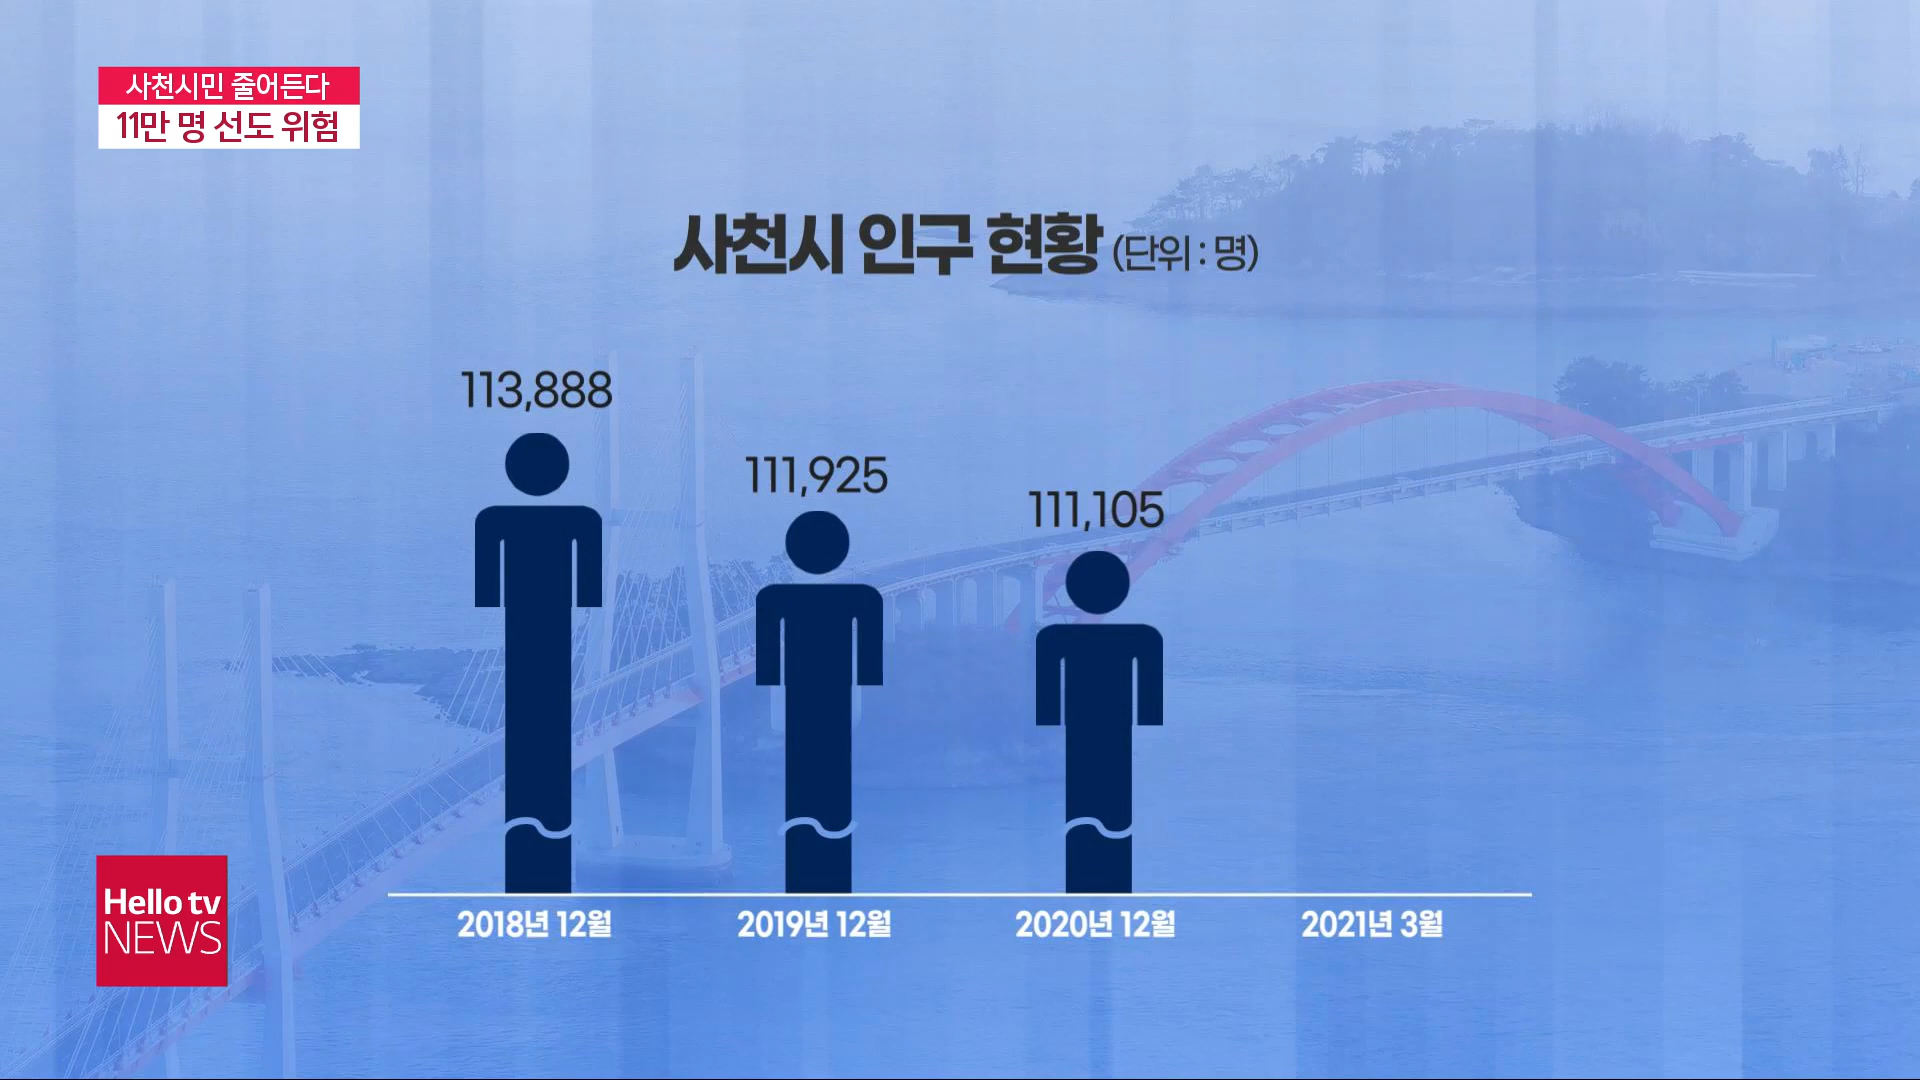 사천시민 줄어든다
11만 명 선도 위험
사천시 인구 현황 (단위 : 명)
113,888
111,925
111,105
2018년 12월
2019년 12월
2020년 12월
2021년 3월
Hello tv
NEWS